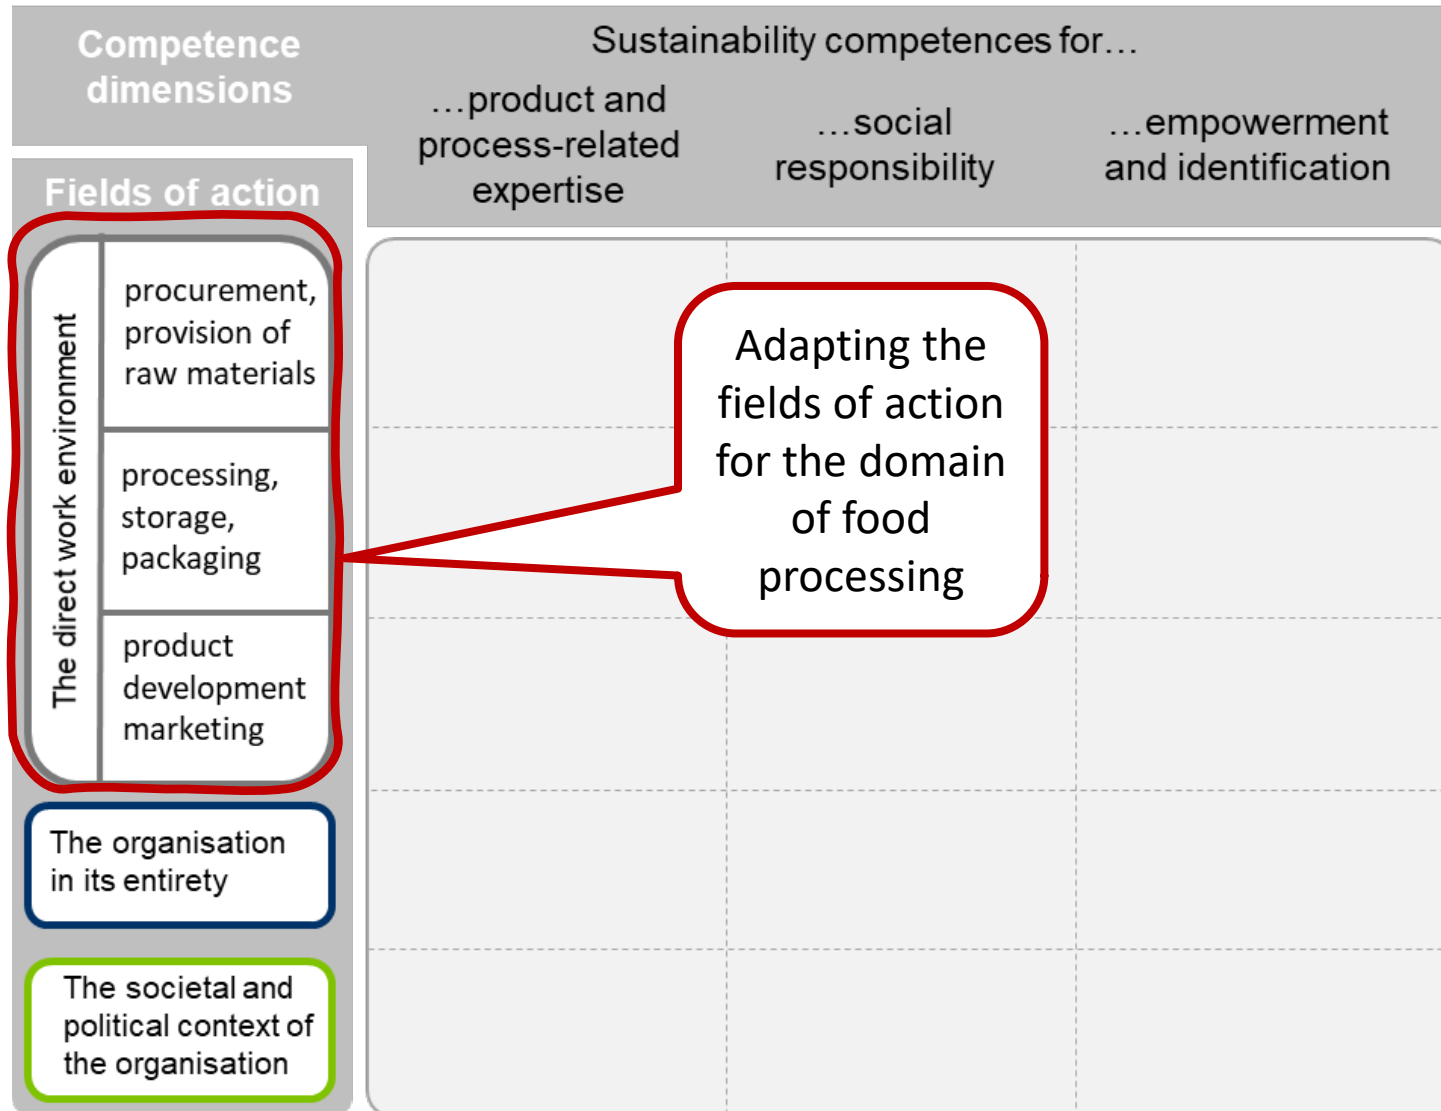 Competence
dimensions
Sustainability competences for…
…product and
process-related
expertise
…social
responsibility
…empowerment
and identification
Fields of action
The direct work environment
procurement,
provision of
raw materials
processing,
storage,
packaging
product
development
marketing
Adapting the
fields of action
for the domain
of food
processing
The organisation
in its entirety
The societal and
political context of
the organisation